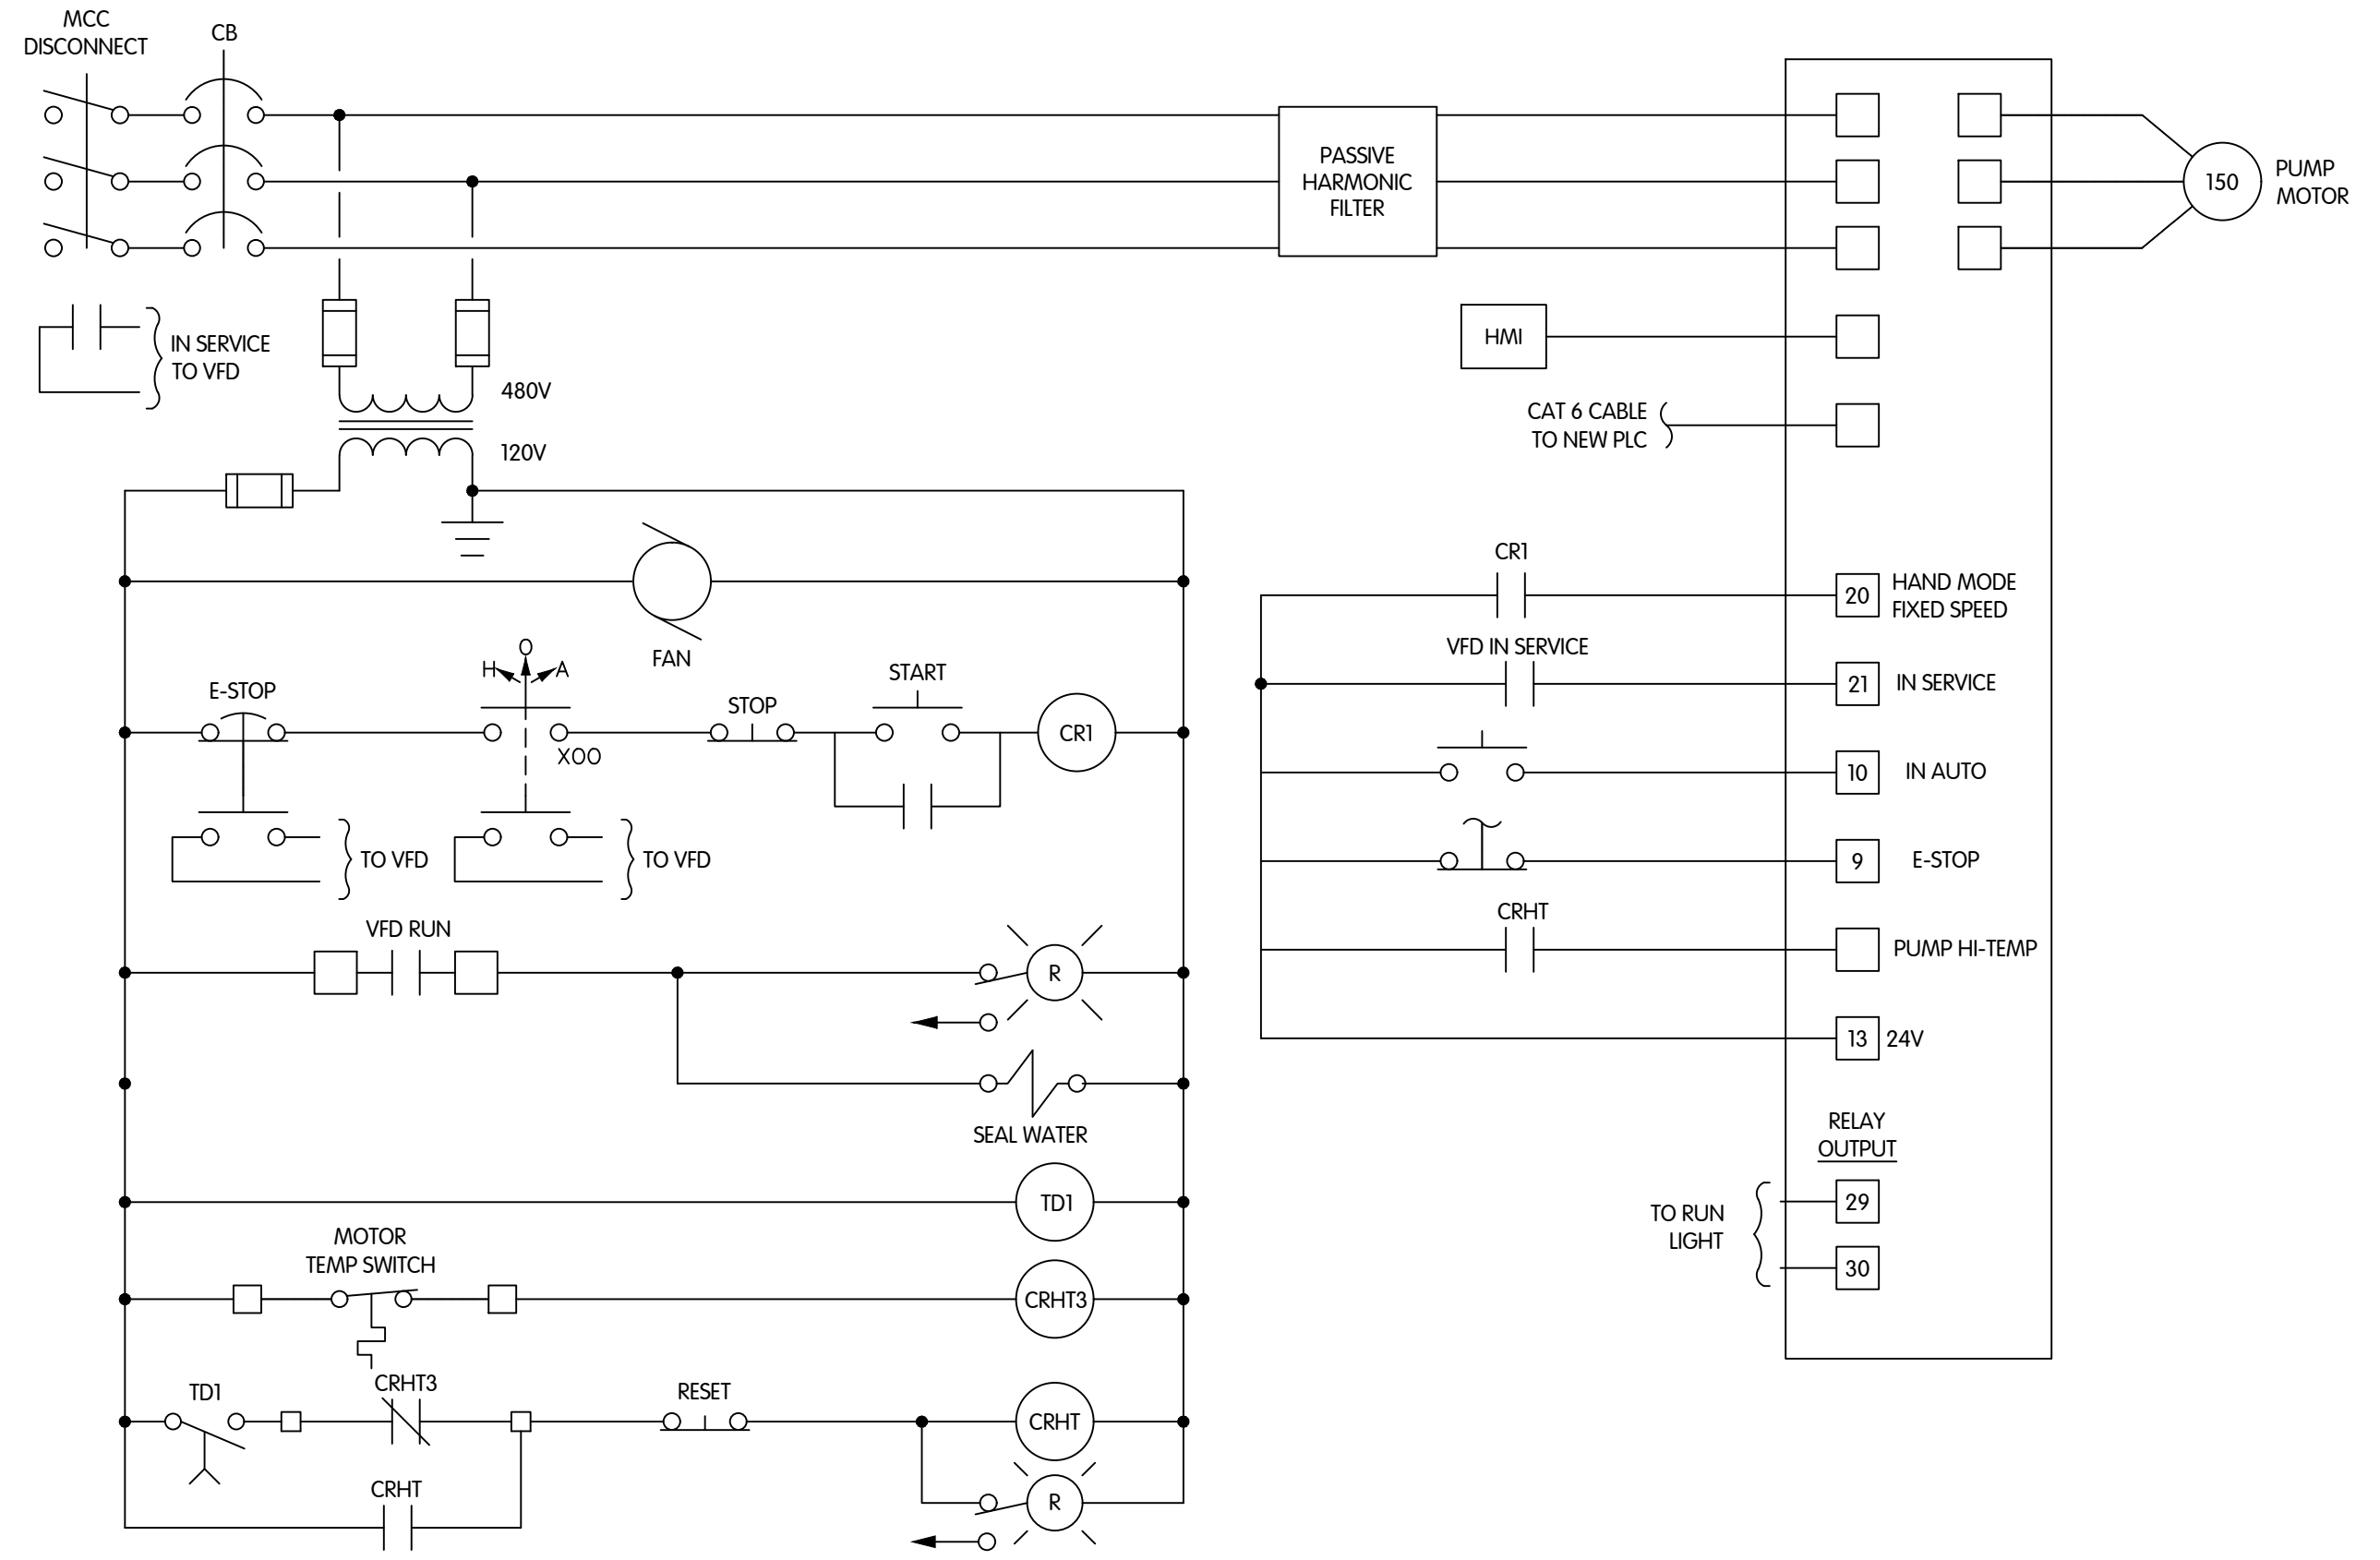 MCC
DISCONNECT
CB
PASSIVE
HARMONIC
FILTER
150
PUMP
MOTOR
IN SERVICE
TO VFD
HMI
480V
CAT 6 CABLE
TO NEW PLC
120V
CR1
20
HAND MODE
FIXED SPEED
FAN
H
O
A
VFD IN SERVICE
START
21
IN SERVICE
E-STOP
STOP
CR1
XOO
10
IN AUTO
TO VFD
TO VFD
9
E-STOP
VFD RUN
CRHT
R
PUMP HI-TEMP
13
24V
SEAL WATER
RELAY
OUTPUT
TD1
29
TO RUN
LIGHT
30
MOTOR
TEMP SWITCH
CRHT3
TD1
CRHT3
RESET
CRHT
CRHT
R